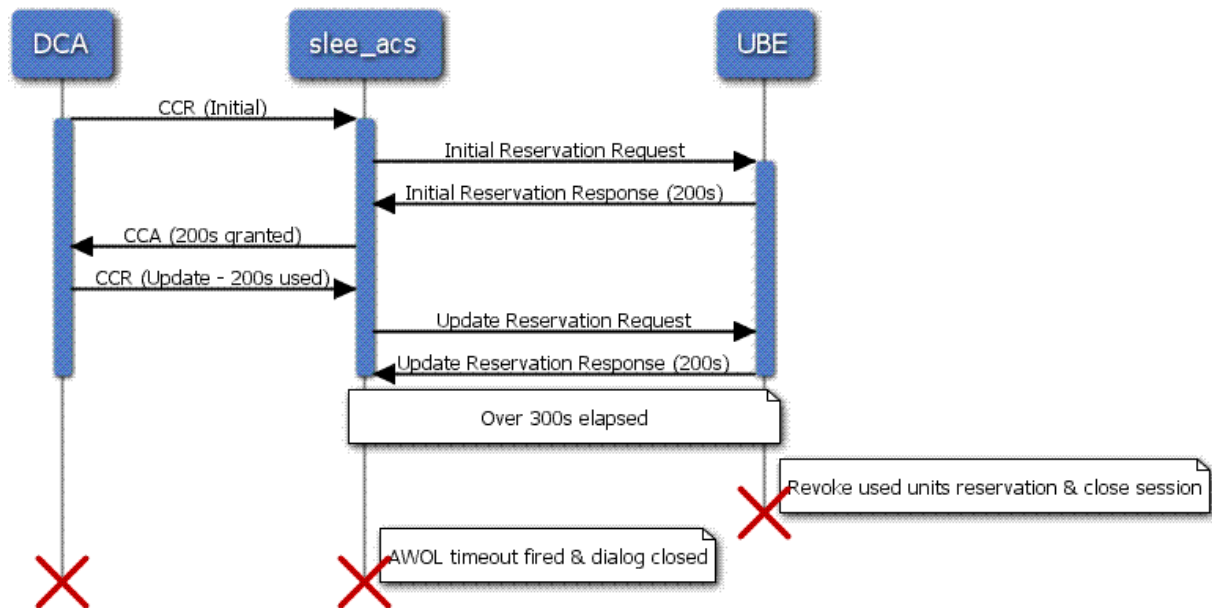 DCA
slee_acs
UBE
CCR (Initial)
Initial Reservation Request
Initial Reservation Response (200s)
CCA (200s granted)
CCR (Update - 200s used)
Update Reservation Request
Update Reservation Response (200s)
Over 300s elapsed
Revoke used units reservation & close session
AWOL timeout fired & dialog closed